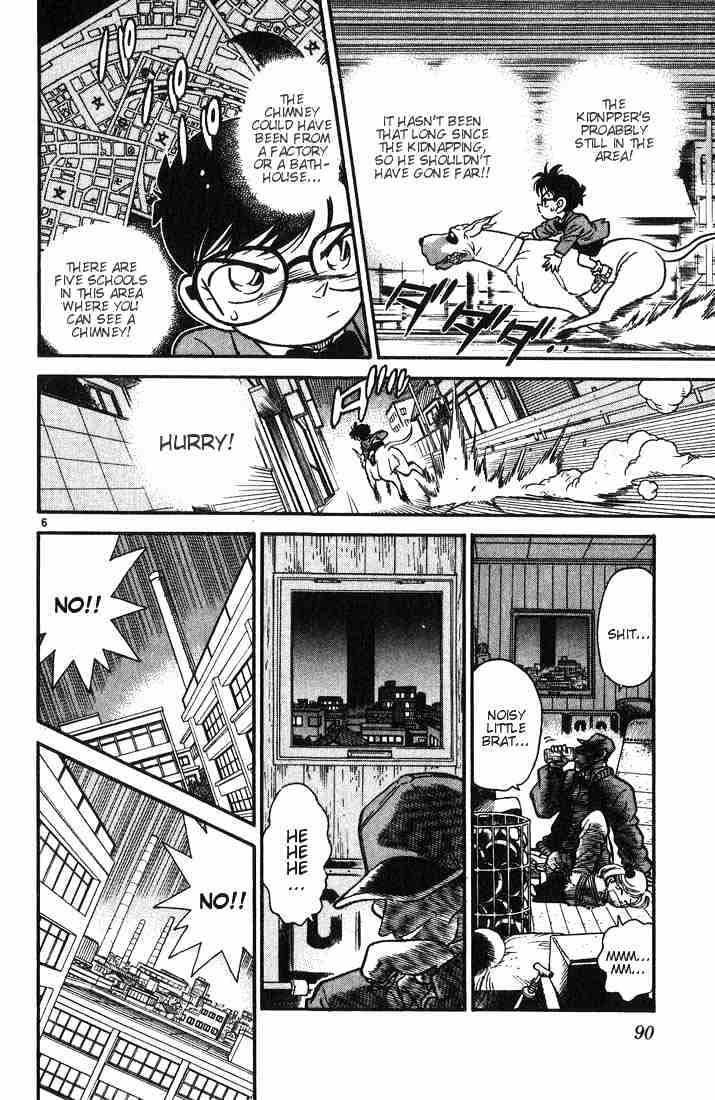 THE
KIDNPPER'S
PROABBLY
STILL IN
THE AREA!
IT HASN'T BEEN
THAT LONG SINCE
THE KIDNAPPING,
SO HE SHOULDN'T
HAVE GONE FAR!!
THE
CHIMNEY
COULD HAVE
BEEN FROM
A FACTORY
OR A BATH-
HOUSE...
THERE ARE
FIVE SCHOOLS
IN THIS AREA
WHERE YOU
CAN SEE A
CHIMNEY!
HURRY!
6
SHIT...
NOISY
LITTLE
BRAT...
MMM...
MM...
HE
HE
HE
...
NO!!
NO!!
90